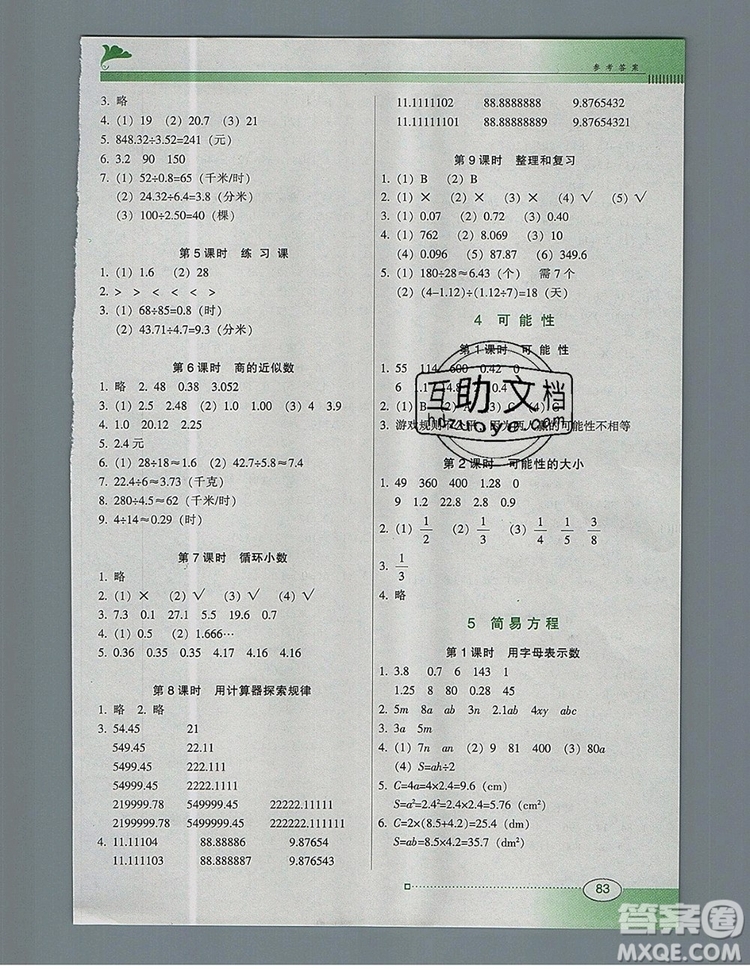 参考答案
3. 略
4. (1) 19 (2) 20.7 (3) 21
5. 848.32÷3.52=241（元）
6. 3.2 90 150
7. (1) 52÷0.8=65（千米/时）
(2) 24.32÷6.4=3.8（分米）
(3) 100÷2.50=40（棵）
第5课时 练习课
1. (1) 1.6 (2) 28
2. > > < < < <
3. (1) 68÷85=0.8（时）
(2) 43.71÷4.7=9.3（分米）
第6课时 商的近似数
1. 略 2. 48 0.38 3.052
3. (1) 2.5 2.48 (2) 1.0 1.00 (3) 4 3.9
4. 1.0 20.12 2.25
5. 2.4元
6. (1) 28÷18≈1.56 (2) 42.7÷5.8≈7.4
7. 22.4÷6≈3.73（千克）
8. 280÷4.5≈62（千米/时）
9. 4÷14≈0.29（时）
第7课时 循环小数
1. 略
2. (1) × (2) √ (3) √ (4) √
3. 7.3 0.1 27.1 5.5 19.6 0.7
4. (1) 0.5 (2) 1.666…
5. 0.36 0.35 0.35 0.36 4.15 4.16
第8课时 用计算器探索规律
1. 略 2. 略
3. 54.45 21
549.45 22.11
5499.45 222.111
54999.45 2222.1111
219999.78 549999.45 22222.11111
2199999.78 5499999.45 222222.111111
4. 11.11104 88.88886 9.87654
11.111103 88.888887 9.876543
11.1111102 88.8888888 9.8765432
11.11111101 88.88888889 9.87654321
第9课时 整理和复习
1. (1) B (2) B
2. (1) × (2) × (3) × (4) √ (5) √
3. (1) 0.07 (2) 0.72 (3) 0.40
4. (1) 762 (2) 8.069 (3) 10
(4) 0.096 (5) 87.87 (6) 349.6
5. (1) 180÷28≈6.43（个） 需7个
(2) (4-1.12)÷(1.12÷7)=18（天）
4 可能性
第1课时 可能性
1. 55 114 600 0.42 0
6 1.1
2. (1)
3. 游戏规则 可能性不相等
互助文档
hdzuoye.com
第2课时 可能性的大小
1. 49 360 400 1.28 0
9 1.2 22.8 2.8 0.9
2. (1) 1/2 (2) 1/2 (3) 1/4 1/4 3/8
3. 1/3
4. 略
5 简易方程
第1课时 用字母表示数
1. 3.8 0.7 6 143 1
1.25 8 80 0.28 45
2. 5m 8a ab 4.2m 201ab 4xy abc
3. 3a 5m
4. (1) 7n an (2) 9 81 400 (3) 80a
(4) S=ah÷2
5. C=4a=4×2.4=9.6 (cm)
S=a²=2.4²=2.4×2.4=5.76 (cm²)
6. C=2×(8.5+4.2)=25.4 (dm)
S=ab=8.5×4.2=35.7 (dm²)
83
答案圈
MXQE.COM